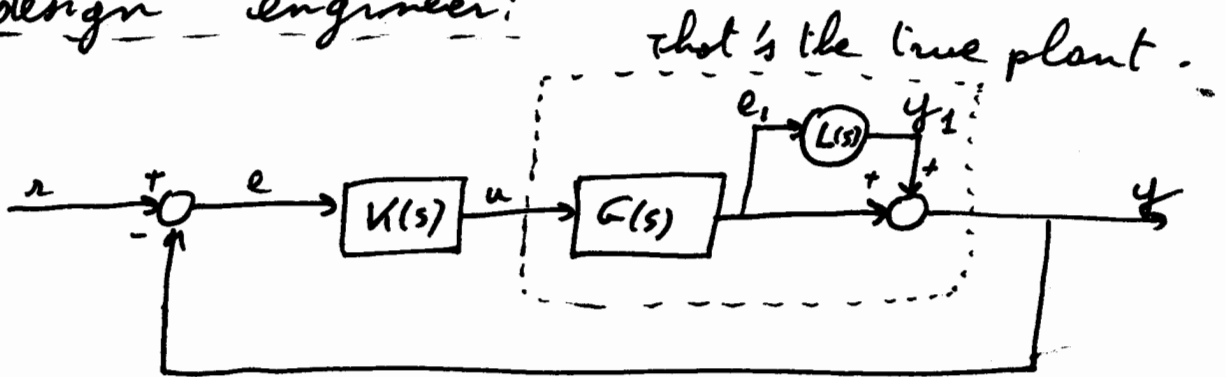 design engineer:
That's the true plant.
e₁ L(s) y₁
r + e K(s) u G(s) + + y
-